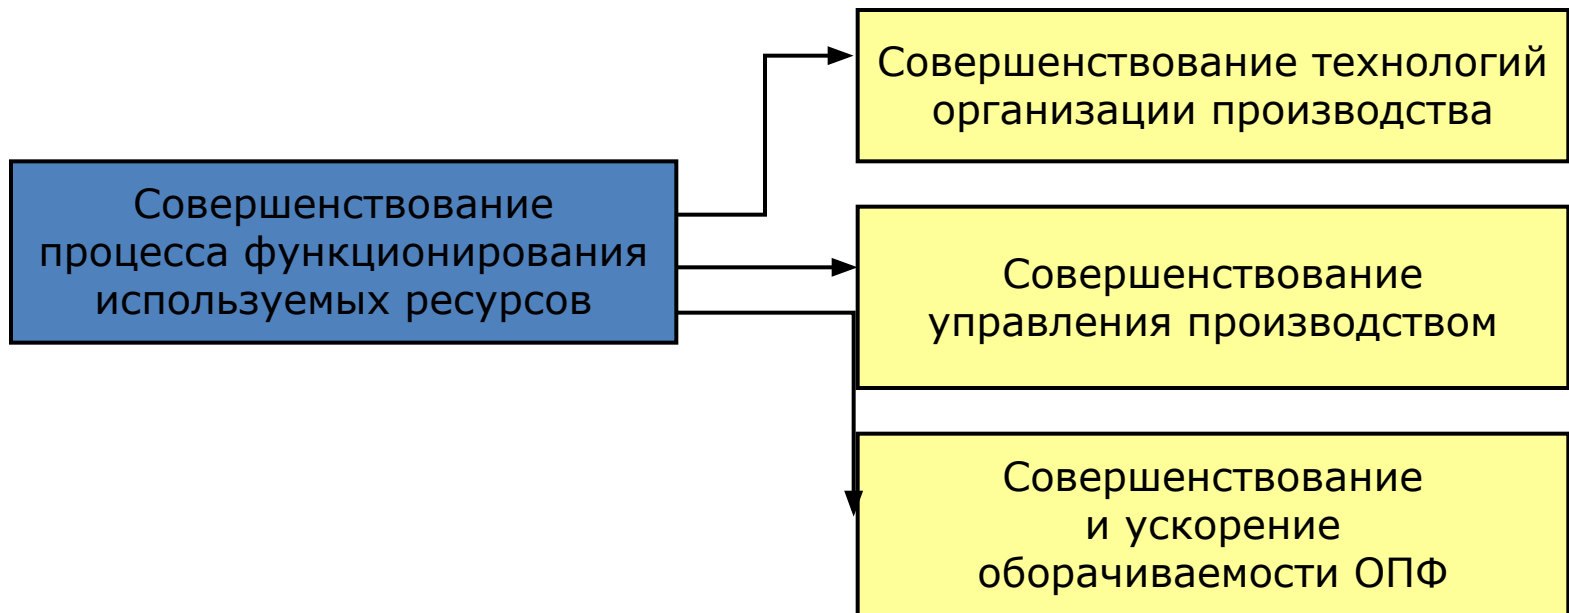 Совершенствование
процесса функционирования
используемых ресурсов
Совершенствование технологий
организации производства
Совершенствование
управления производством
Совершенствование
и ускорение
оборачиваемости ОПФ